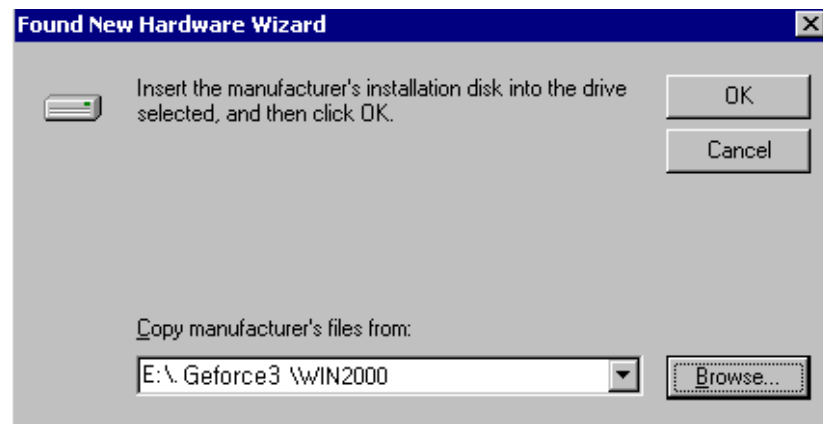 Found New Hardware Wizard
Insert the manufacturer's installation disk into the drive
selected, and then click OK.
OK
Cancel
Copy manufacturer's files from:
E:\. Geforce3 \WIN2000
Browse...